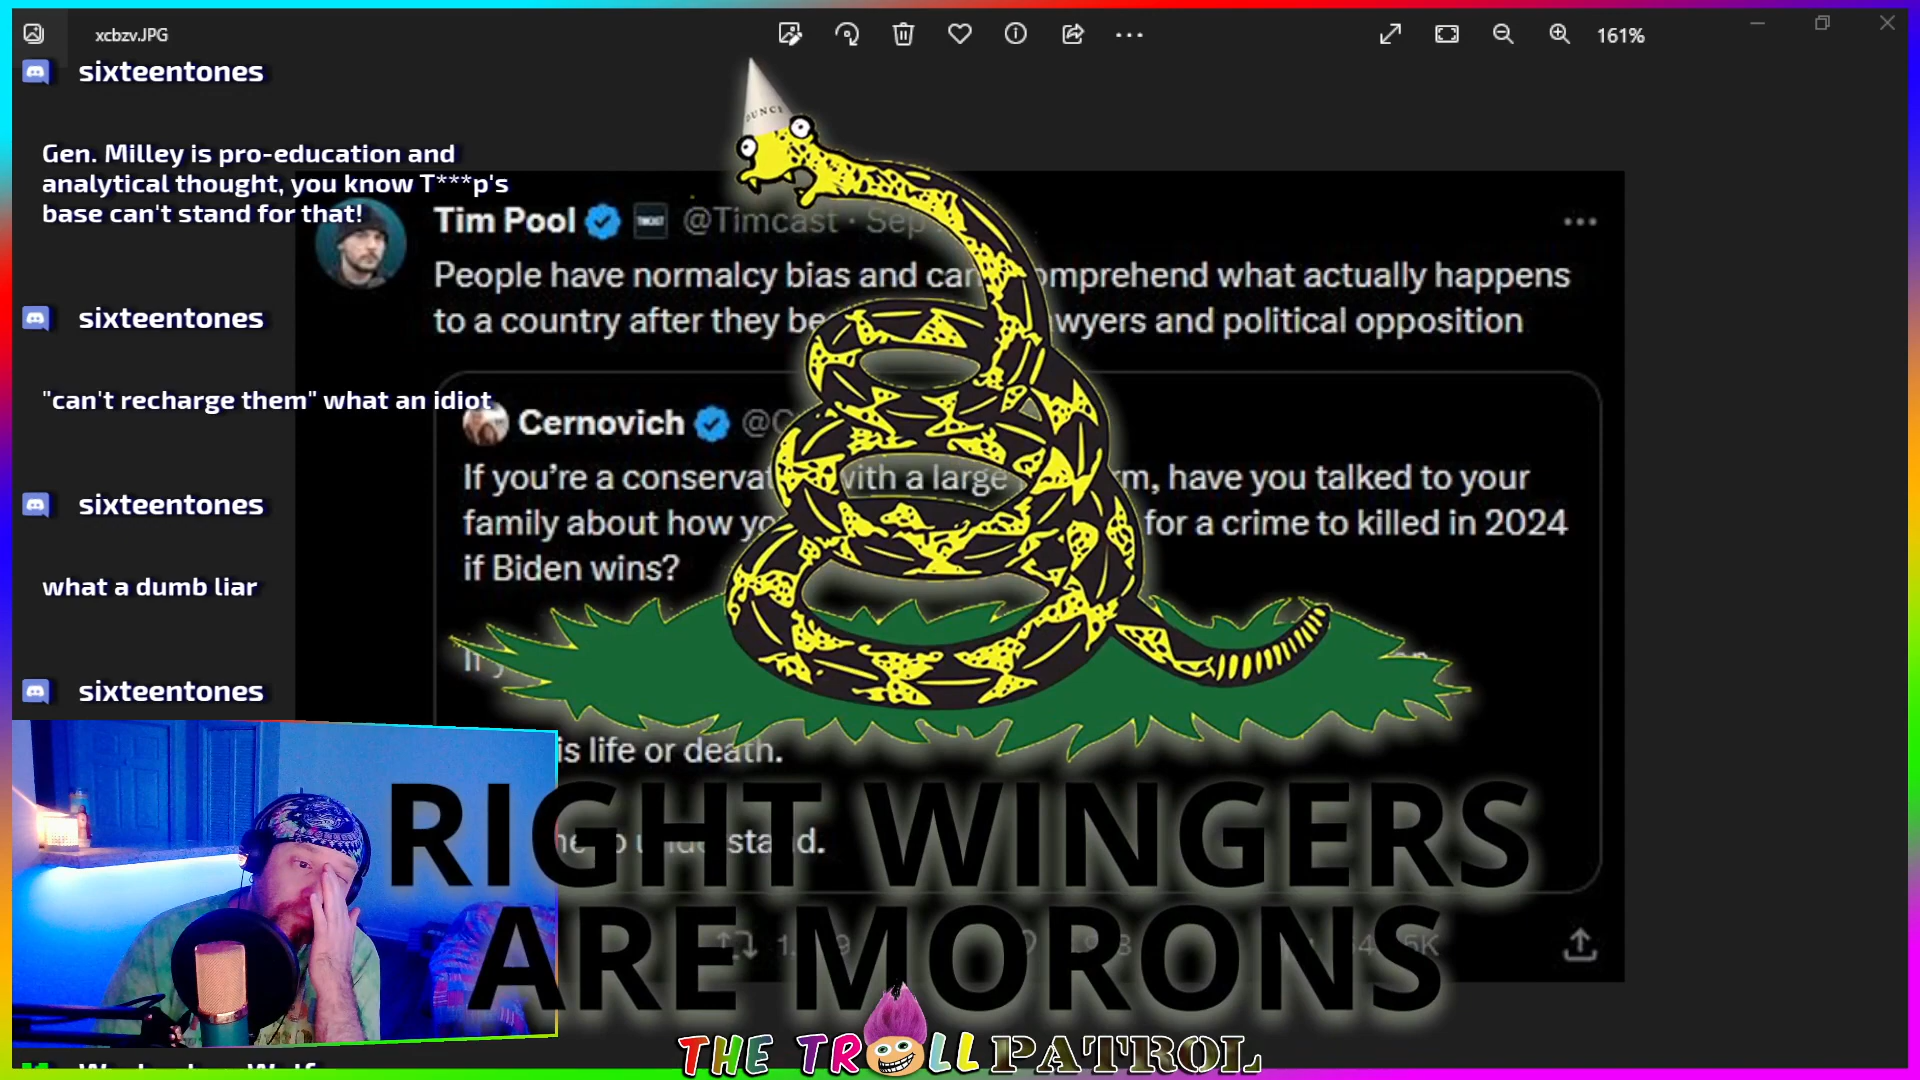 xcbzv.JPG
161%
sixteentones
Gen. Milley is pro-education and
analytical thought, you know T***p's
base can't stand for that!
sixteentones
"can't recharge them" what an idiot
sixteentones
what a dumb liar
sixteentones
DUNCE
Tim Pool @Timcast · Sep
People have normalcy bias and can omprehend what actually happens
to a country after they be wyers and political opposition
Cernovich
If you're a conservat with a large rm, have you talked to your
family about how yo for a crime to killed in 2024
if Biden wins?
is life or death.
RIGHT WINGERS
ARE MORONS
THE TROLL PATROL